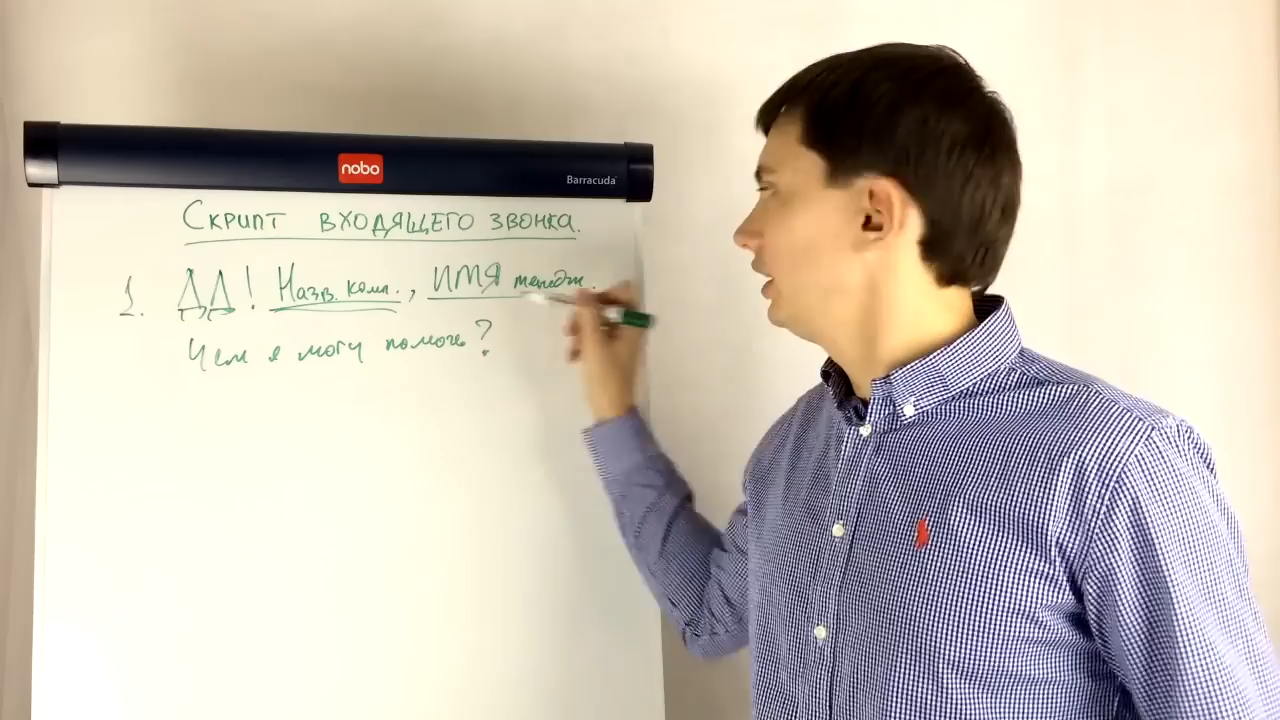 nobo
Barracuda
Скрипт входящего звонка.
1. ДД! Назв. комп., ИМЯ менедж.
Чем я могу помочь?